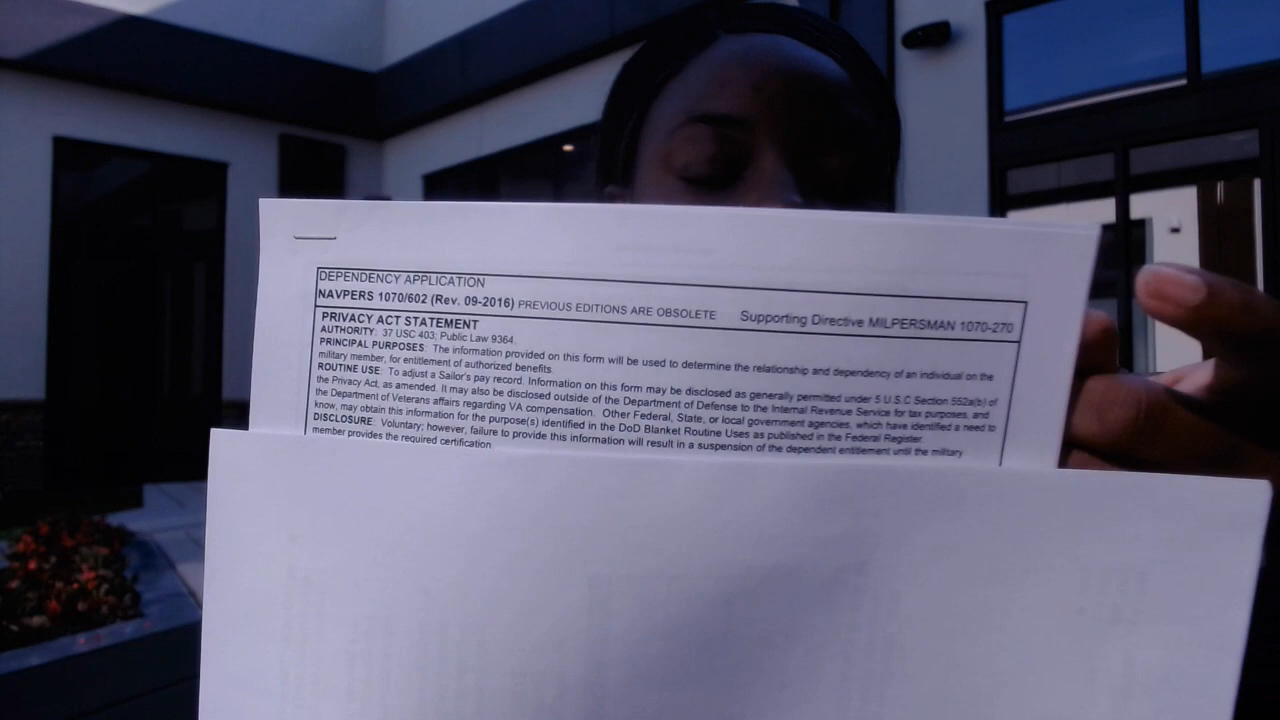 DEPENDENCY APPLICATION
NAVPERS 1070/602 (Rev. 09-2016) PREVIOUS EDITIONS ARE OBSOLETE Supporting Directive MILPERSMAN 1070-270
PRIVACY ACT STATEMENT
AUTHORITY: 37 USC 403; Public Law 9364.
PRINCIPAL PURPOSES: The information provided on this form will be used to determine the relationship and dependency of an individual on the
military member, for entitlement of authorized benefits.
ROUTINE USE: To adjust a Sailor's pay record. Information on this form may be disclosed as generally permitted under 5 U.S.C Section 552a(b) of
the Privacy Act, as amended. It may also be disclosed outside of the Department of Defense to the Internal Revenue Service for tax purposes, and
the Department of Veterans affairs regarding VA compensation. Other Federal, State, or local government agencies, which have identified a need to
know, may obtain this information for the purpose(s) identified in the DoD Blanket Routine Uses as published in the Federal Register.
DISCLOSURE: Voluntary; however, failure to provide this information will result in a suspension of the dependent entitlement until the military
member provides the required certification